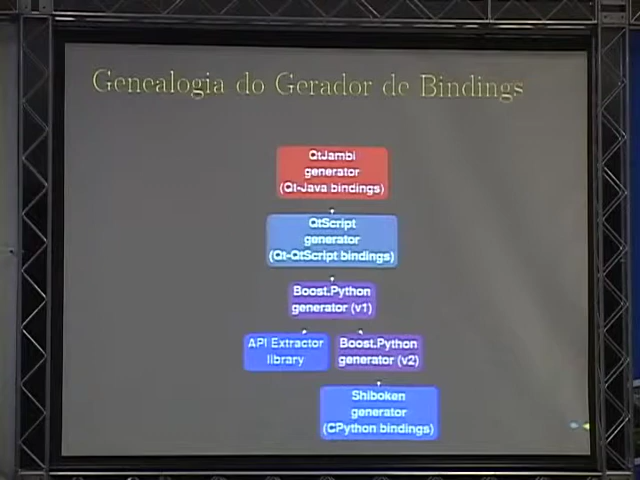 Genealogia do Gerador de Bindings
QtJambi
generator
(Qt-Java bindings)
QtScript
generator
(Qt-QtScript bindings)
Boost.Python
generator (v1)
API Extractor
library
Boost.Python
generator (v2)
Shiboken
generator
(CPython bindings)